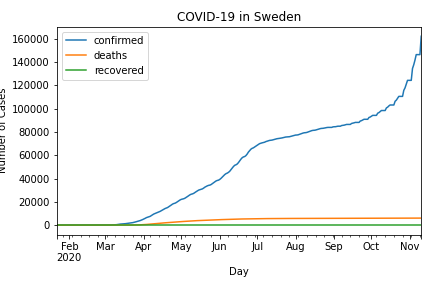 COVID-19 in Sweden
confirmed
deaths
recovered
160000
140000
120000
100000
80000
60000
40000
20000
0
Number of Cases
Feb Mar Apr May Jun Jul Aug Sep Oct Nov
2020
Day